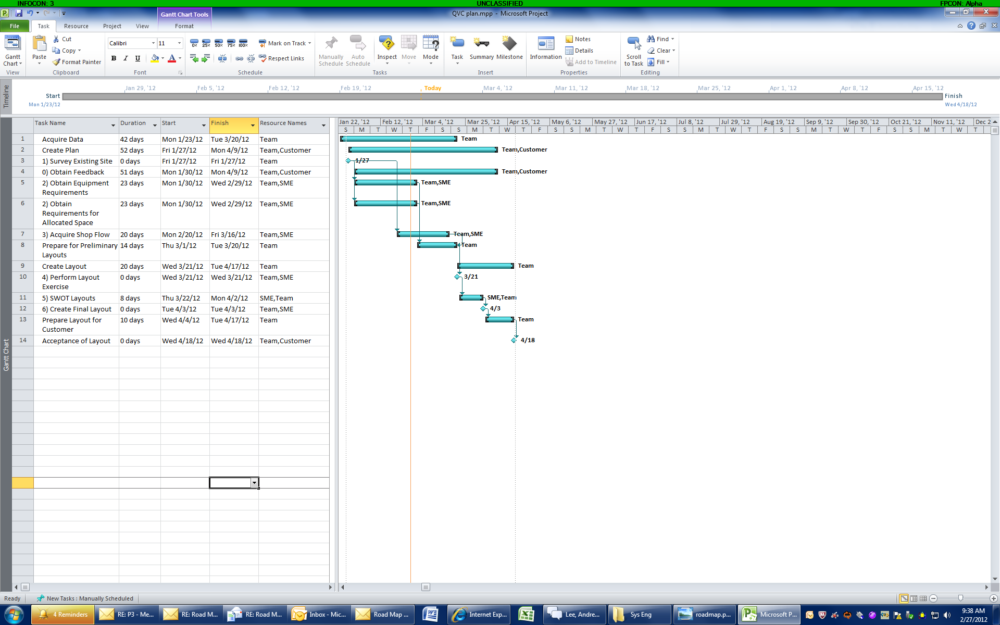 INFOCON: 3 UNCLASSIFIED FPCON: Alpha
Gantt Chart Tools QVC plan.mpp - Microsoft Project
File Task Resource Project View Format
Gantt Chart
View
Paste
Cut
Copy
Format Painter
Clipboard
Calibri 11
B I U A
Font
0% 25% 50% 75% 100%
Mark on Track
Respect Links
Schedule
Manually Schedule
Auto Schedule
Inspect Move Mode
Tasks
Task Summary Milestone
Insert
Information
Notes
Details
Add to Timeline
Properties
Scroll to Task
Find
Clear
Fill
Editing
Timeline
Jan 29, '12 Feb 5, '12 Feb 12, '12 Feb 19, '12 Today Mar 4, '12 Mar 11, '12 Mar 18, '12 Mar 25, '12 Apr 1, '12 Apr 8, '12 Apr 15, '12
Start Finish
Mon 1/23/12 Wed 4/18/12
Task Name Duration Start Finish Resource Names
Jan 22, '12 Feb 12, '12 Mar 4, '12 Mar 25, '12 Apr 15, '12 May 6, '12 May 27, '12 Jun 17, '12 Jul 8, '12 Jul 29, '12 Aug 19, '12 Sep 9, '12 Sep 30, '12 Oct 21, '12 Nov 11, '12 Dec 2
S M T W T F S S M T W T F S S M T W T F S S M T W T F S S M T W T F S S M T W T
1 Acquire Data 42 days Mon 1/23/12 Tue 3/20/12 Team Team
2 Create Plan 52 days Fri 1/27/12 Mon 4/9/12 Team,Customer Team,Customer
3 1) Survey Existing Site 0 days Fri 1/27/12 Fri 1/27/12 Team 1/27
4 0) Obtain Feedback 51 days Mon 1/30/12 Mon 4/9/12 Team,Customer Team,Customer
5 2) Obtain Equipment 23 days Mon 1/30/12 Wed 2/29/12 Team,SME Team,SME
Requirements
6 2) Obtain 23 days Mon 1/30/12 Wed 2/29/12 Team,SME Team,SME
Requirements for
Allocated Space
7 3) Acquire Shop Flow 20 days Mon 2/20/12 Fri 3/16/12 Team,SME Team,SME
8 Prepare for Preliminary 14 days Thu 3/1/12 Tue 3/20/12 Team Team
Layouts
9 Create Layout 20 days Wed 3/21/12 Tue 4/17/12 Team Team
10 4) Perform Layout 0 days Wed 3/21/12 Wed 3/21/12 Team,SME 3/21
Exercise
11 5) SWOT Layouts 8 days Thu 3/22/12 Mon 4/2/12 SME,Team SME,Team
12 6) Create Final Layout 0 days Tue 4/3/12 Tue 4/3/12 Team,SME 4/3
13 Prepare Layout for 10 days Wed 4/4/12 Tue 4/17/12 Team Team
Customer
14 Acceptance of Layout 0 days Wed 4/18/12 Wed 4/18/12 Team,Customer 4/18
Gantt Chart
Ready New Tasks : Manually Scheduled
4 Reminders RE: P3 - Me... RE: Road M... RE: Road M... Inbox - Mic... Road Map ... Internet Exp... Lee, Andre... Sys Eng roadmap.p... Microsoft P...
9:38 AM
2/27/2012